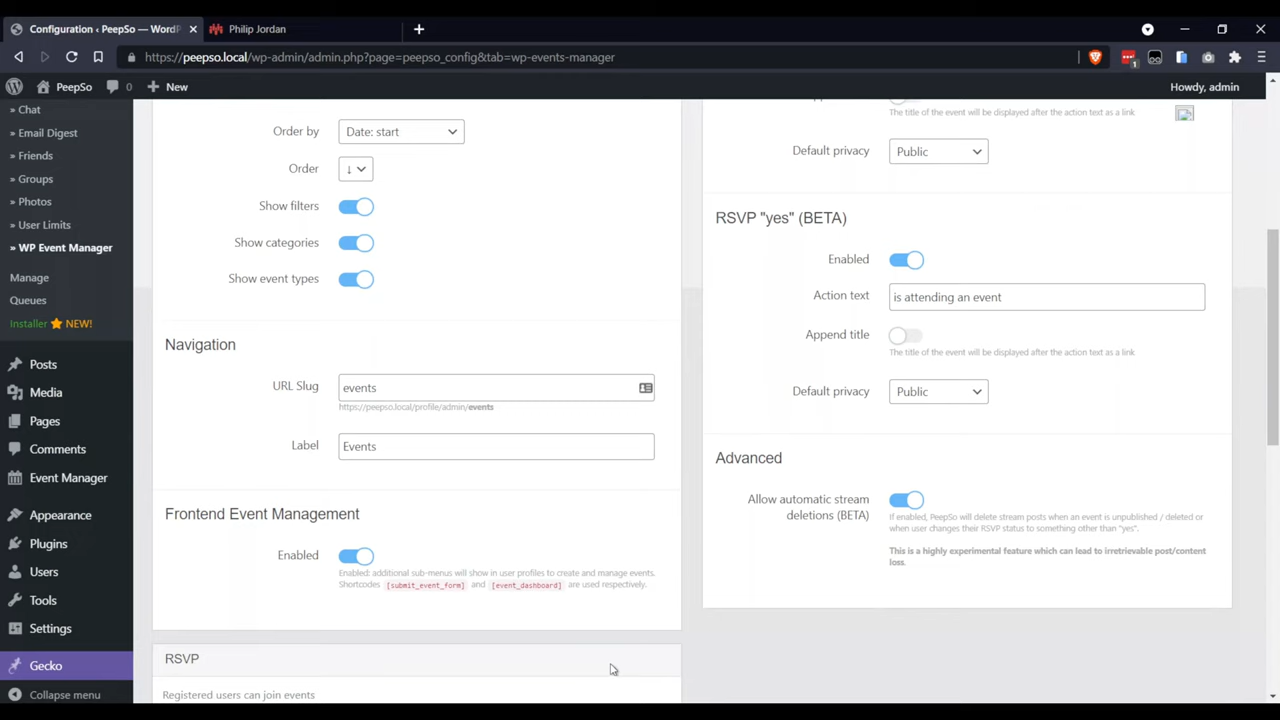 Configuration ‹ PeepSo — WordP
Philip Jordan
https://peepso.local/wp-admin/admin.php?page=peepso_config&tab=wp-events-manager
1
PeepSo
0
New
Howdy, admin
» Chat
» Email Digest
» Friends
» Groups
» Photos
» User Limits
» WP Event Manager
Manage
Queues
Installer NEW!
Posts
Media
Pages
Comments
Event Manager
Appearance
Plugins
Users
Tools
Settings
Gecko
Collapse menu
Order by
Date: start
Order
↓
Show filters
Show categories
Show event types
Navigation
URL Slug
events
https://peepso.local/profile/admin/events
Label
Events
Frontend Event Management
Enabled
Enabled: additional sub-menus will show in user profiles to create and manage events.
Shortcodes [submit_event_form] and [event_dashboard] are used respectively.
RSVP
Registered users can join events
The title of the event will be displayed after the action text as a link
Default privacy
Public
RSVP "yes" (BETA)
Enabled
Action text
is attending an event
Append title
The title of the event will be displayed after the action text as a link
Default privacy
Public
Advanced
Allow automatic stream
deletions (BETA)
If enabled, PeepSo will delete stream posts when an event is unpublished / deleted or
when user changes their RSVP status to something other than "yes".
This is a highly experimental feature which can lead to irretrievable post/content
loss.